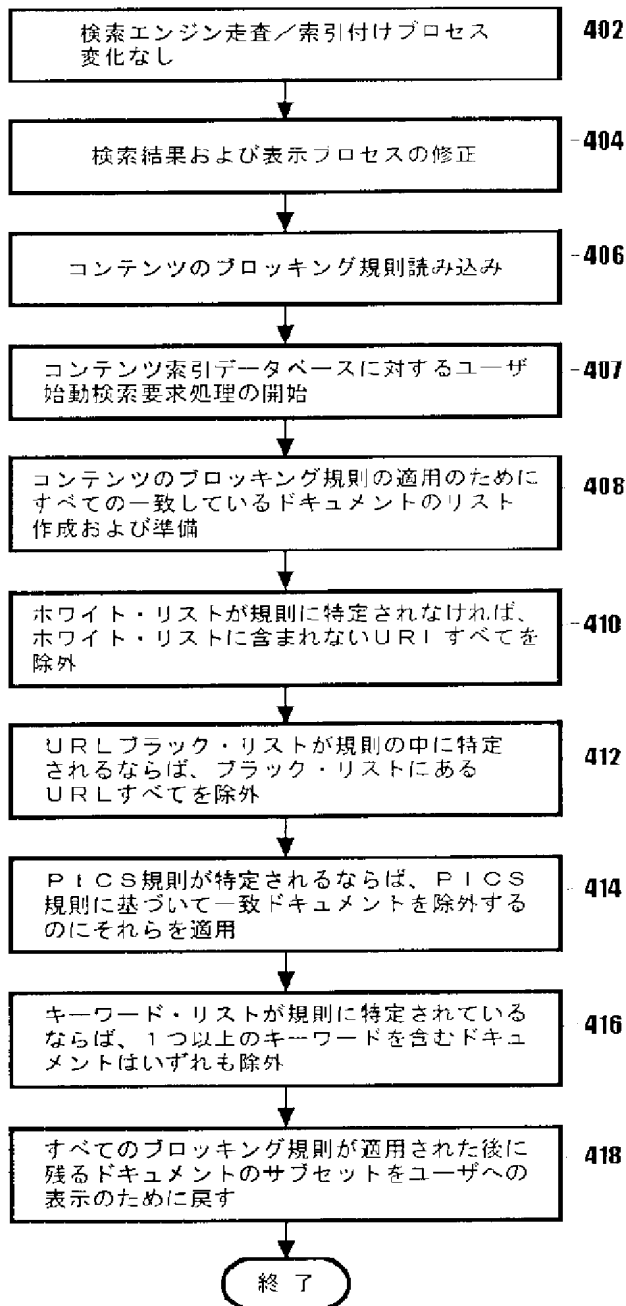 検索エンジン走査／索引付けプロセス
変化なし
402
検索結果および表示プロセスの修正
404
コンテンツのブロッキング規則読み込み
406
コンテンツ索引データベースに対するユーザ
始動検索要求処理の開始
407
コンテンツのブロッキング規則の適用のために
すべての一致しているドキュメントのリスト
作成および準備
408
ホワイト・リストが規則に特定されなければ、
ホワイト・リストに含まれないＵＲＬすべてを
除外
410
ＵＲＬブラック・リストが規則の中に特定
されるならば、ブラック・リストにある
ＵＲＬすべてを除外
412
ＰＩＣＳ規則が特定されるならば、ＰＩＣＳ
規則に基づいて一致ドキュメントを除外する
のにそれらを適用
414
キーワード・リストが規則に特定されている
ならば、１つ以上のキーワードを含むドキュ
メントはいずれも除外
416
すべてのブロッキング規則が適用された後に
残るドキュメントのサブセットをユーザへの
表示のために戻す
418
終了